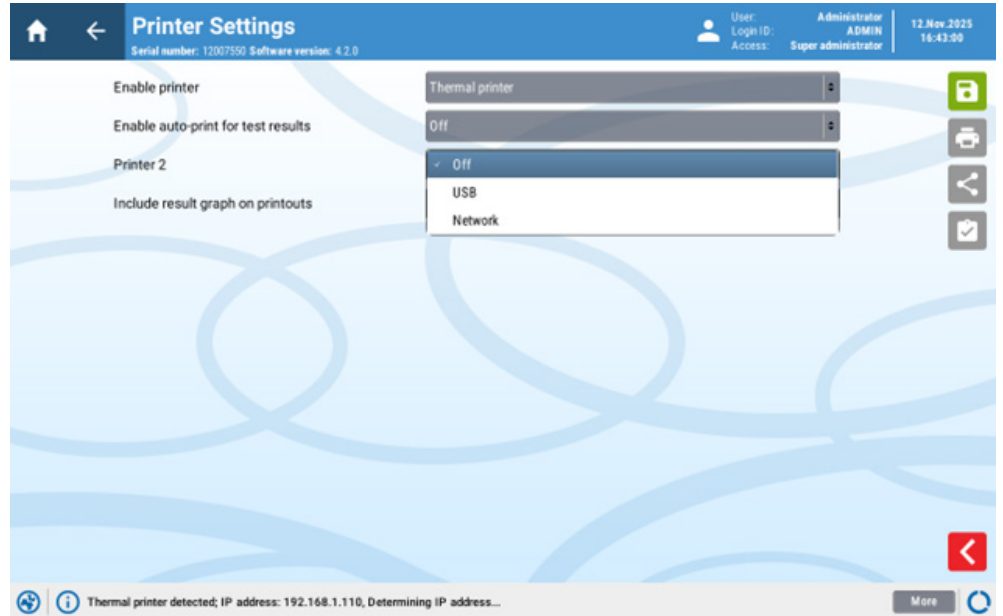 Printer Settings
Serial number: 12007550 Software version: 4.2.0
User: Administrator
Login ID: ADMIN
Access: Super administrator
12.Nov.2025
16:43:00
Enable printer
Thermal printer
Enable auto-print for test results
Off
Printer 2
✓ Off
USB
Include result graph on printouts
Network
Thermal printer detected; IP address: 192.168.1.110, Determining IP address...
More